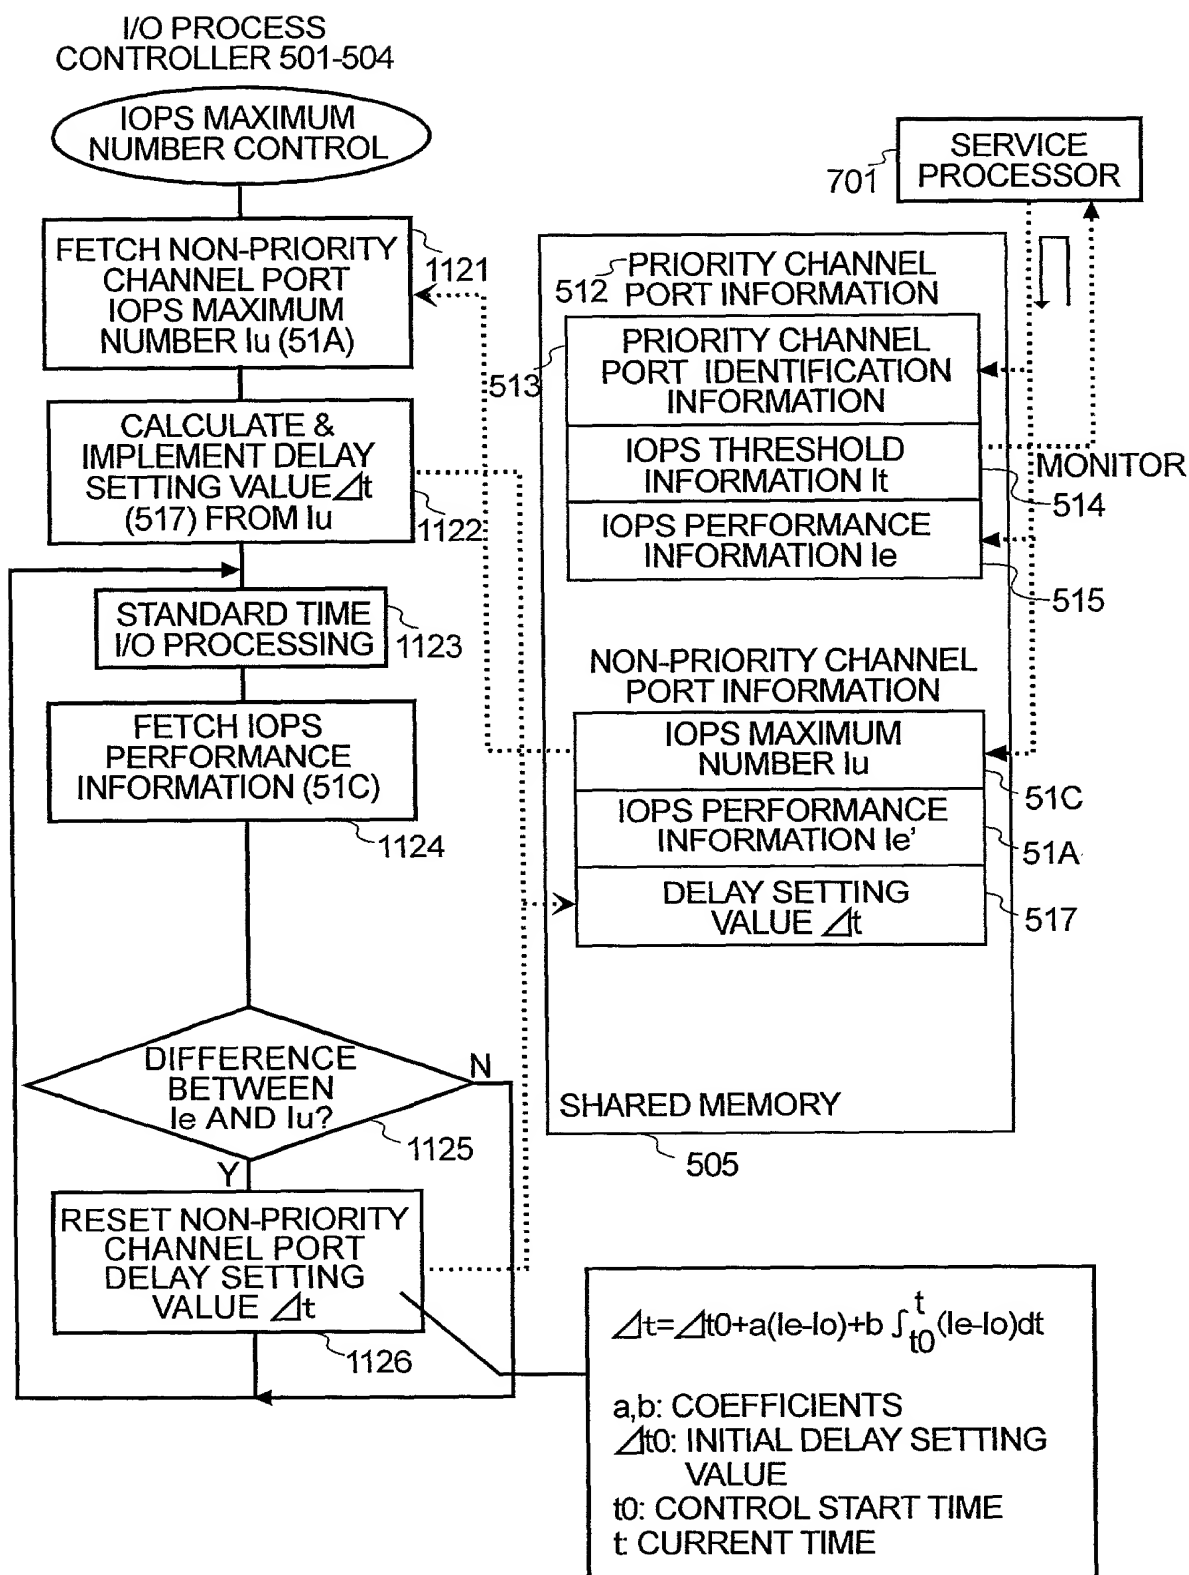 I/O PROCESS
CONTROLLER 501-504
IOPS MAXIMUM
NUMBER CONTROL
FETCH NON-PRIORITY
CHANNEL PORT
IOPS MAXIMUM
NUMBER Iu (51A)
1121
CALCULATE &
IMPLEMENT DELAY
SETTING VALUE ⊿t
(517) FROM Iu
1122
STANDARD TIME
I/O PROCESSING
1123
FETCH IOPS
PERFORMANCE
INFORMATION (51C)
1124
DIFFERENCE
BETWEEN
Ie AND Iu?
N
1125
Y
RESET NON-PRIORITY
CHANNEL PORT
DELAY SETTING
VALUE ⊿t
1126
SERVICE
PROCESSOR
701
512
PRIORITY CHANNEL
PORT INFORMATION
513
PRIORITY CHANNEL
PORT IDENTIFICATION
INFORMATION
IOPS THRESHOLD
INFORMATION It
MONITOR
514
IOPS PERFORMANCE
INFORMATION Ie
515
NON-PRIORITY CHANNEL
PORT INFORMATION
IOPS MAXIMUM
NUMBER Iu
51C
IOPS PERFORMANCE
INFORMATION Ie'
51A
DELAY SETTING
VALUE ⊿t
517
SHARED MEMORY
505
⊿t=⊿t0+a(Ie-Io)+b ∫t0t(Ie-Io)dt
a,b: COEFFICIENTS
⊿t0: INITIAL DELAY SETTING
VALUE
t0: CONTROL START TIME
t: CURRENT TIME